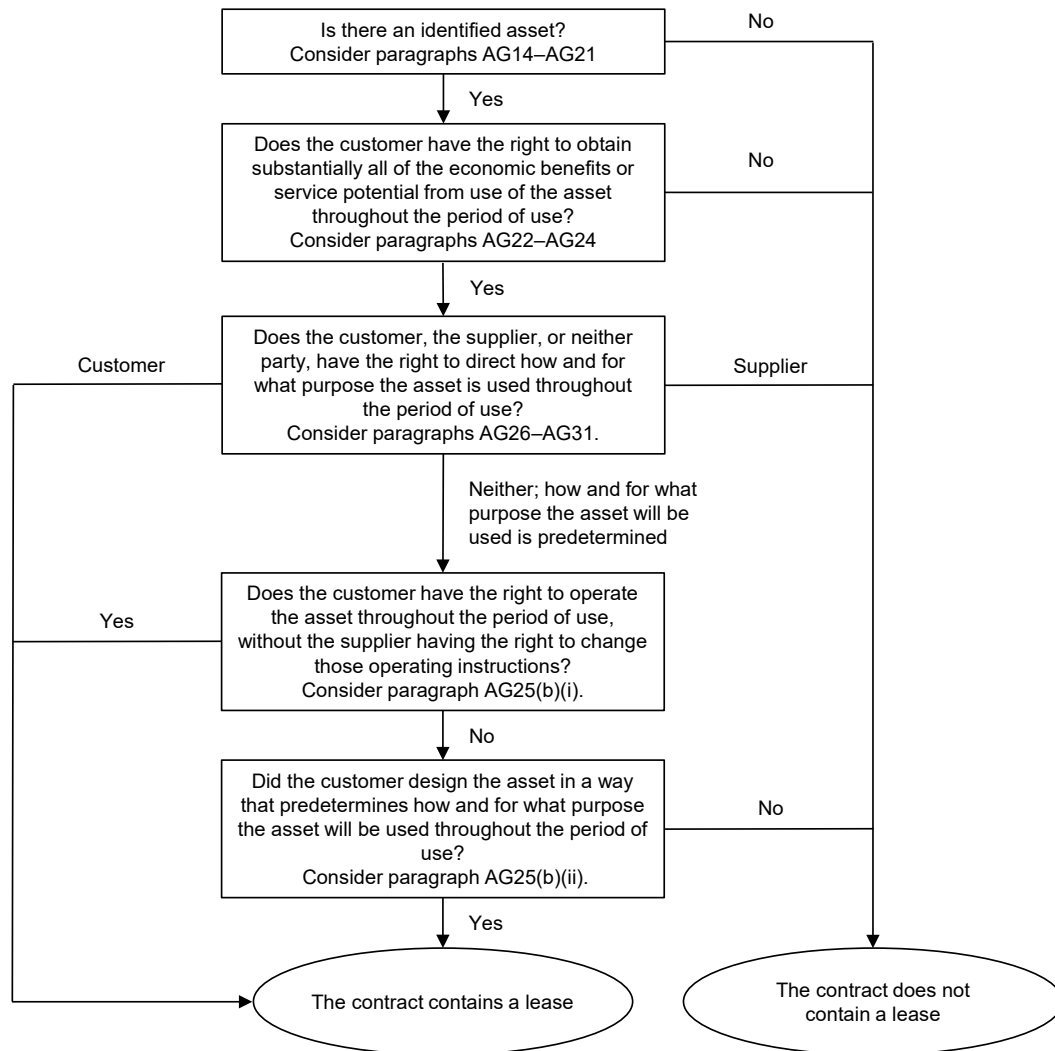 Is there an identified asset?
Consider paragraphs AG14–AG21
No
Yes
Does the customer have the right to obtain
substantially all of the economic benefits or
service potential from use of the asset
throughout the period of use?
Consider paragraphs AG22–AG24
No
Yes
Does the customer, the supplier, or neither
party, have the right to direct how and for
what purpose the asset is used throughout
the period of use?
Consider paragraphs AG26–AG31.
Customer
Supplier
Neither; how and for what
purpose the asset will be
used is predetermined
Does the customer have the right to operate
the asset throughout the period of use,
without the supplier having the right to change
those operating instructions?
Consider paragraph AG25(b)(i).
Yes
No
Did the customer design the asset in a way
that predetermines how and for what purpose
the asset will be used throughout the period of
use?
Consider paragraph AG25(b)(ii).
No
Yes
The contract contains a lease
The contract does not
contain a lease